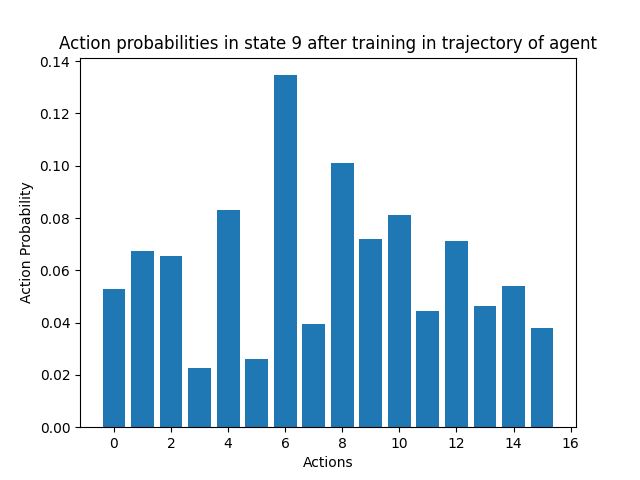 Action probabilities in state 9 after training in trajectory of agent
0.14
0.12
0.10
0.08
0.06
0.04
0.02
0.00
Action Probability
0 2 4 6 8 10 12 14 16
Actions